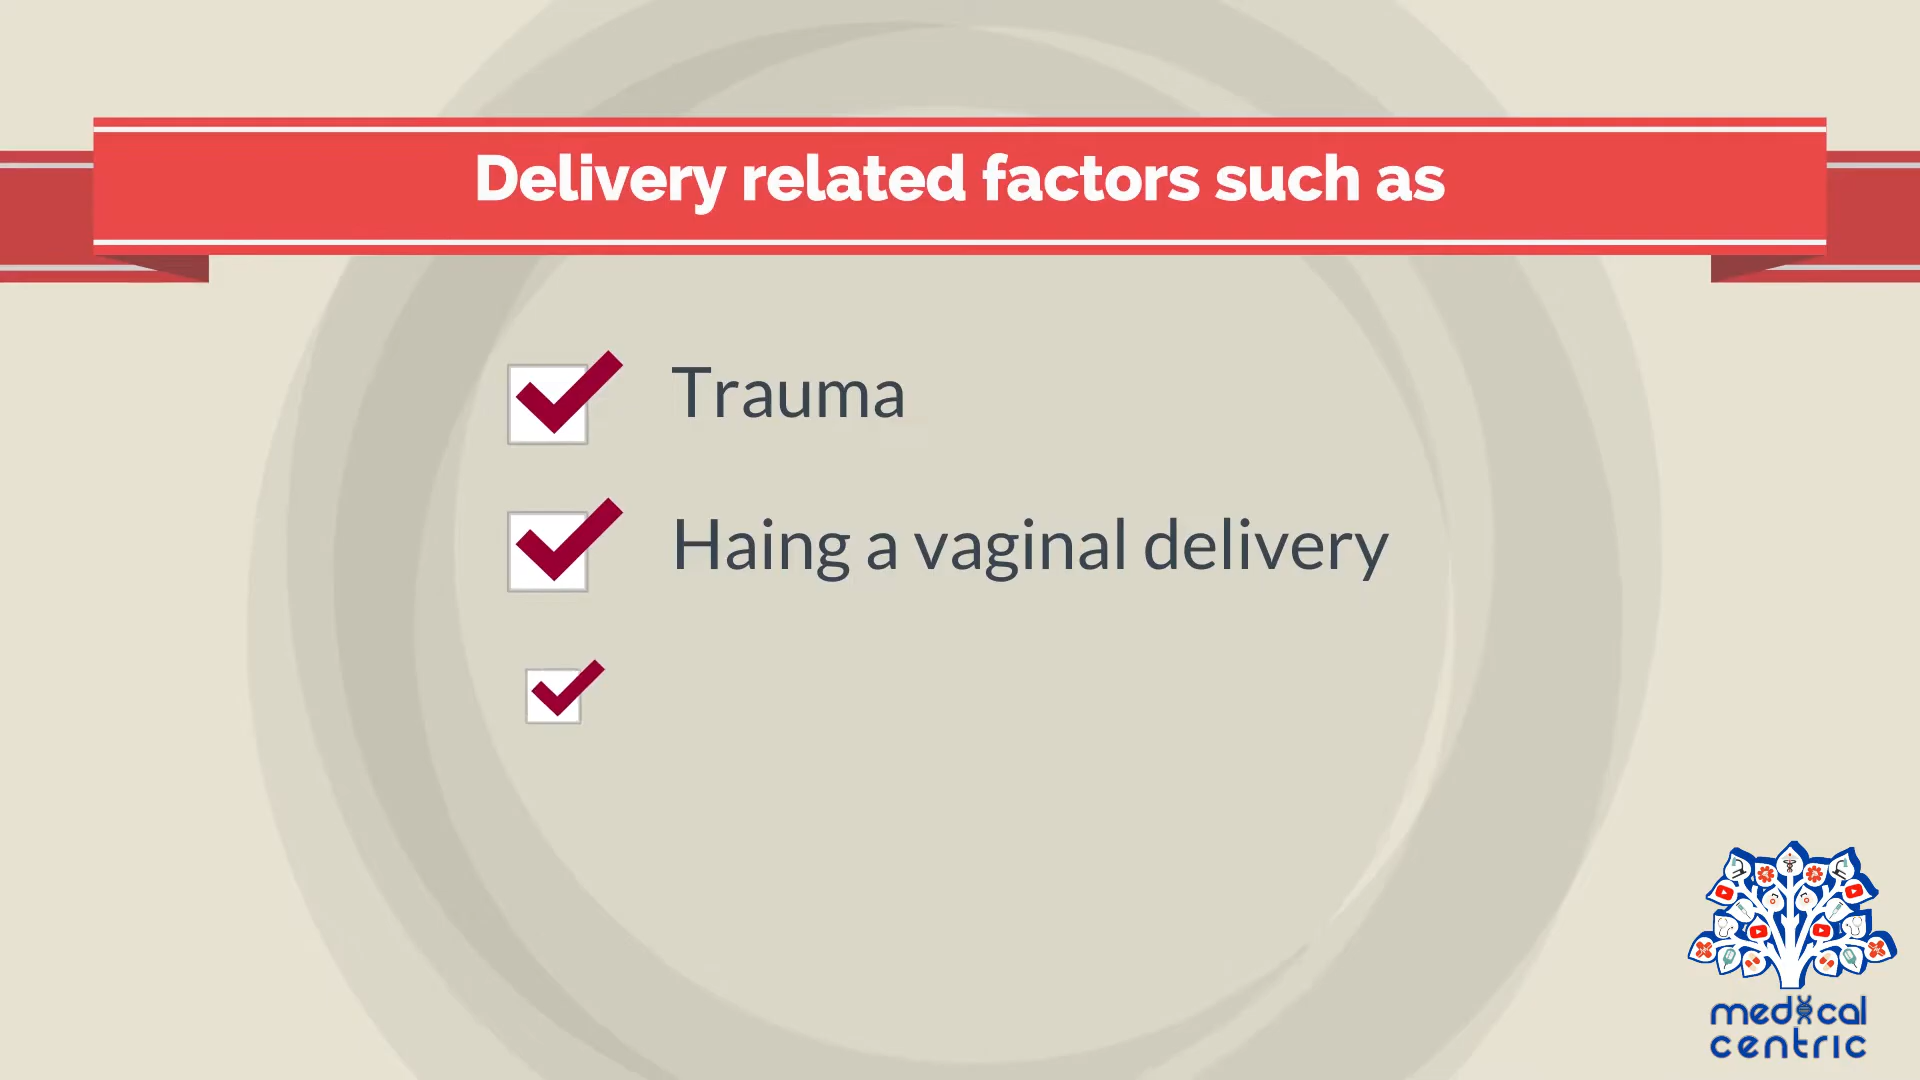 Delivery related factors such as
Trauma
Haing a vaginal delivery
medical
centric